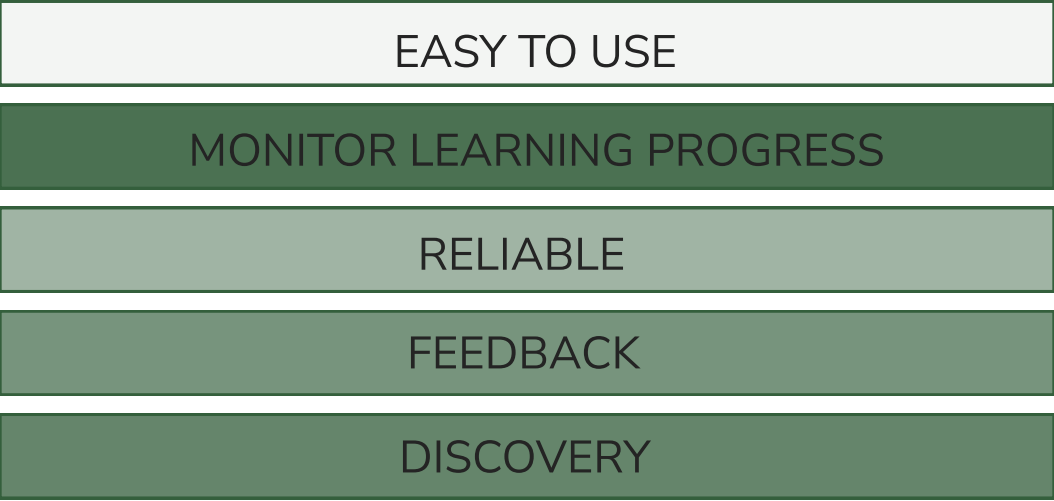 EASY TO USE
MONITOR LEARNING PROGRESS
RELIABLE
FEEDBACK
DISCOVERY